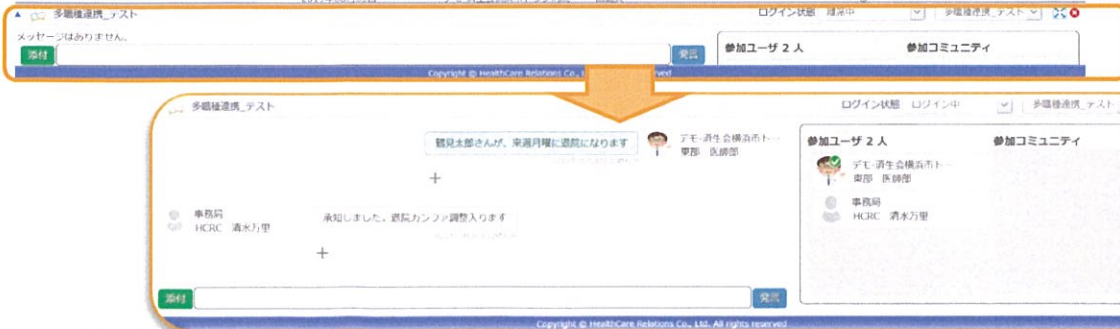 多職種連携_テスト
ログイン状態
多職種連携_テスト
メッセージはありません。
添付
発言
参加ユーザ 2 人
参加コミュニティ
Copyright © HealthCare Relations Co., L
rved
多職種連携_テスト
ログイン状態 ログイン中
多職種連携_テスト
鶴見太郎さんが、来週月曜に退院になります
デモ-済生会横浜市ト…
東部 医師部
+
事務局
HCRC 清水万里
承知しました。退院カンファ調整入ります
+
参加ユーザ 2 人
参加コミュニティ
デモ-済生会横浜市ト…
東部 医師部
事務局
HCRC 清水万里
添付
発言
Copyright © HealthCare Relations Co., Ltd. All rights reserved